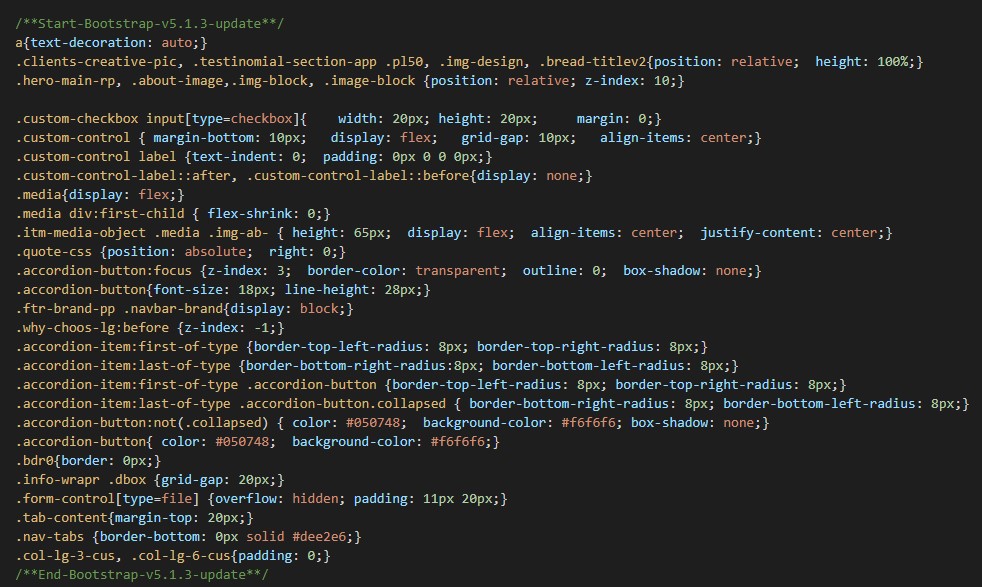 /**Start-Bootstrap-v5.1.3-update**/
a{text-decoration: auto;}
.clients-creative-pic, .testinomial-section-app .pl50, .img-design, .bread-titlev2{position: relative;  height: 100%;}
.hero-main-rp, .about-image,.img-block, .image-block {position: relative; z-index: 10;}
.custom-checkbox input[type=checkbox]{    width: 20px; height: 20px;     margin: 0;}
.custom-control { margin-bottom: 10px;   display: flex;   grid-gap: 10px;   align-items: center;}
.custom-control label {text-indent: 0;  padding: 0px 0 0 0px;}
.custom-control-label::after, .custom-control-label::before{display: none;}
.media{display: flex;}
.media div:first-child { flex-shrink: 0;}
.itm-media-object .media .img-ab- { height: 65px;  display: flex;  align-items: center;  justify-content: center;}
.quote-css {position: absolute;  right: 0;}
.accordion-button:focus {z-index: 3;  border-color: transparent;  outline: 0;  box-shadow: none;}
.accordion-button{font-size: 18px; line-height: 28px;}
.ftr-brand-pp .navbar-brand{display: block;}
.why-choos-lg:before {z-index: -1;}
.accordion-item:first-of-type {border-top-left-radius: 8px; border-top-right-radius: 8px;}
.accordion-item:last-of-type {border-bottom-right-radius:8px; border-bottom-left-radius: 8px;}
.accordion-item:first-of-type .accordion-button {border-top-left-radius: 8px; border-top-right-radius: 8px;}
.accordion-item:last-of-type .accordion-button.collapsed { border-bottom-right-radius: 8px; border-bottom-left-radius: 8px;}
.accordion-button:not(.collapsed) { color: #050748;  background-color: #f6f6f6; box-shadow: none;}
.accordion-button{ color: #050748;  background-color: #f6f6f6;}
.bdr0{border: 0px;}
.info-wrapr .dbox {grid-gap: 20px;}
.form-control[type=file] {overflow: hidden; padding: 11px 20px;}
.tab-content{margin-top: 20px;}
.nav-tabs {border-bottom: 0px solid #dee2e6;}
.col-lg-3-cus, .col-lg-6-cus{padding: 0;}
/**End-Bootstrap-v5.1.3-update**/